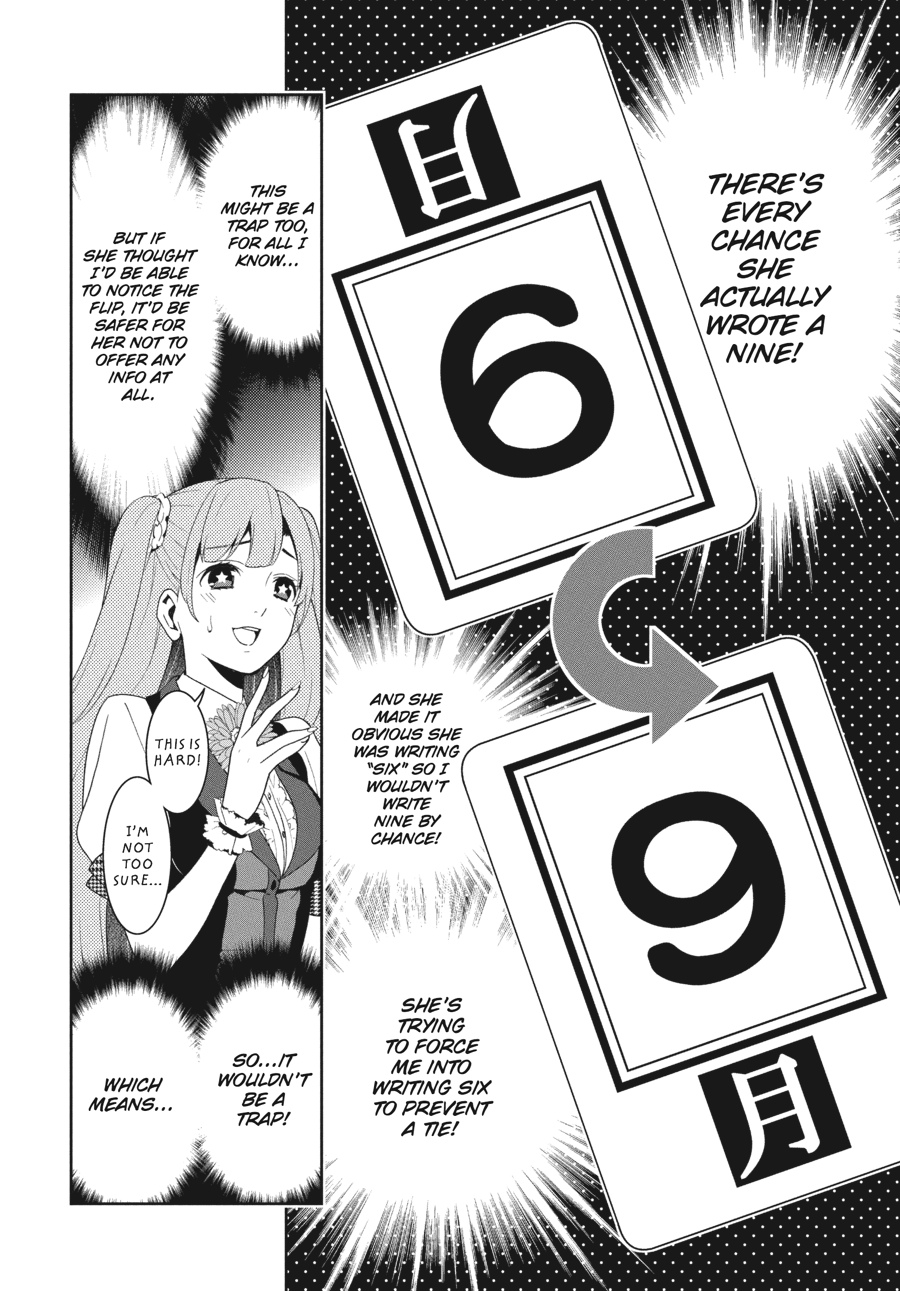 THERE'S
EVERY
CHANCE
SHE
ACTUALLY
WROTE A
NINE!
月
6
AND SHE
MADE IT
OBVIOUS SHE
WAS WRITING
"SIX" SO I
WOULDN'T
WRITE
NINE BY
CHANCE!
9
月
SHE'S
TRYING
TO FORCE
ME INTO
WRITING SIX
TO PREVENT
A TIE!
THIS
MIGHT BE A
TRAP TOO,
FOR ALL I
KNOW...
BUT IF
SHE THOUGHT
I'D BE ABLE
TO NOTICE THE
FLIP, IT'D BE
SAFER FOR
HER NOT TO
OFFER ANY
INFO AT
ALL.
THIS IS
HARD!
I'M
NOT
TOO
SURE...
SO...IT
WOULDN'T
BE A
TRAP!
WHICH
MEANS...